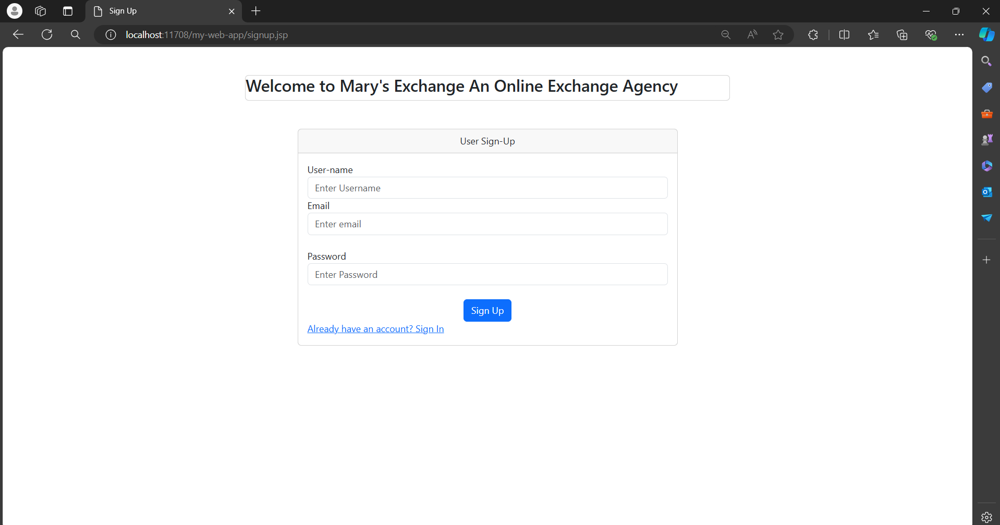 Sign Up
localhost:11708/my-web-app/signup.jsp
Welcome to Mary's Exchange An Online Exchange Agency
User Sign-Up
User-name
Enter Username
Email
Enter email
Password
Enter Password
Sign Up
Already have an account? Sign In